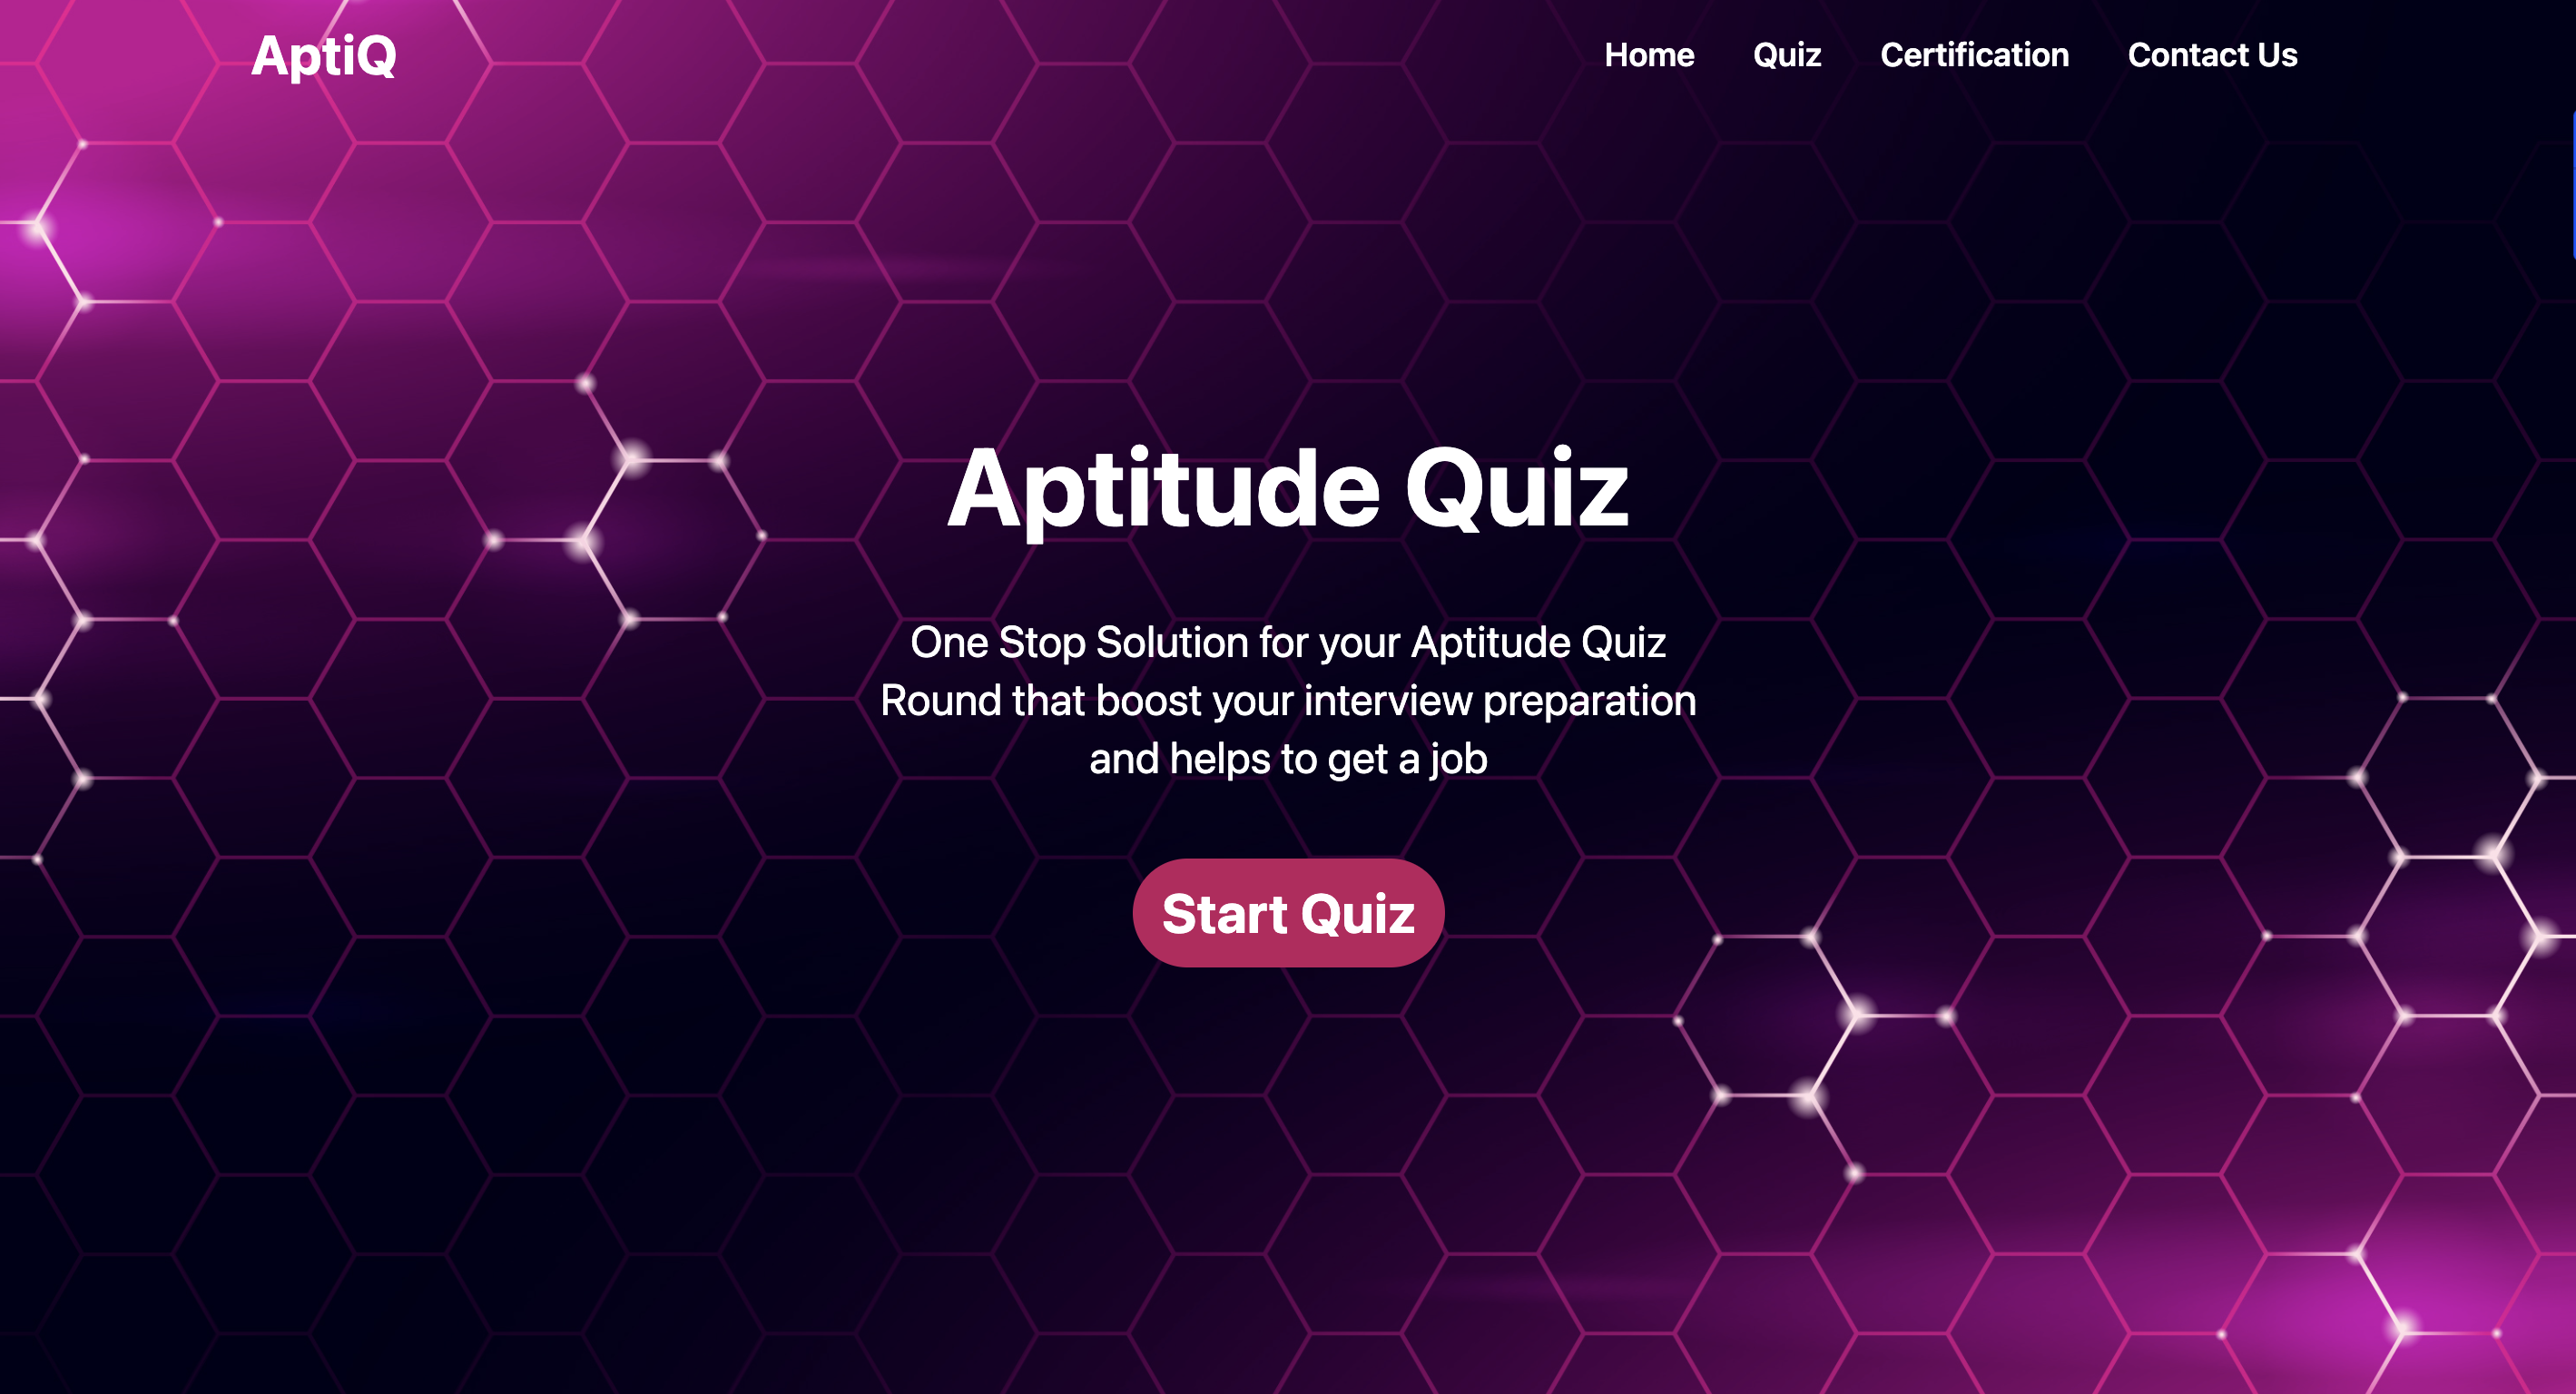 AptiQ
Home Quiz Certification Contact Us
Aptitude Quiz
One Stop Solution for your Aptitude Quiz
Round that boost your interview preparation
and helps to get a job
Start Quiz